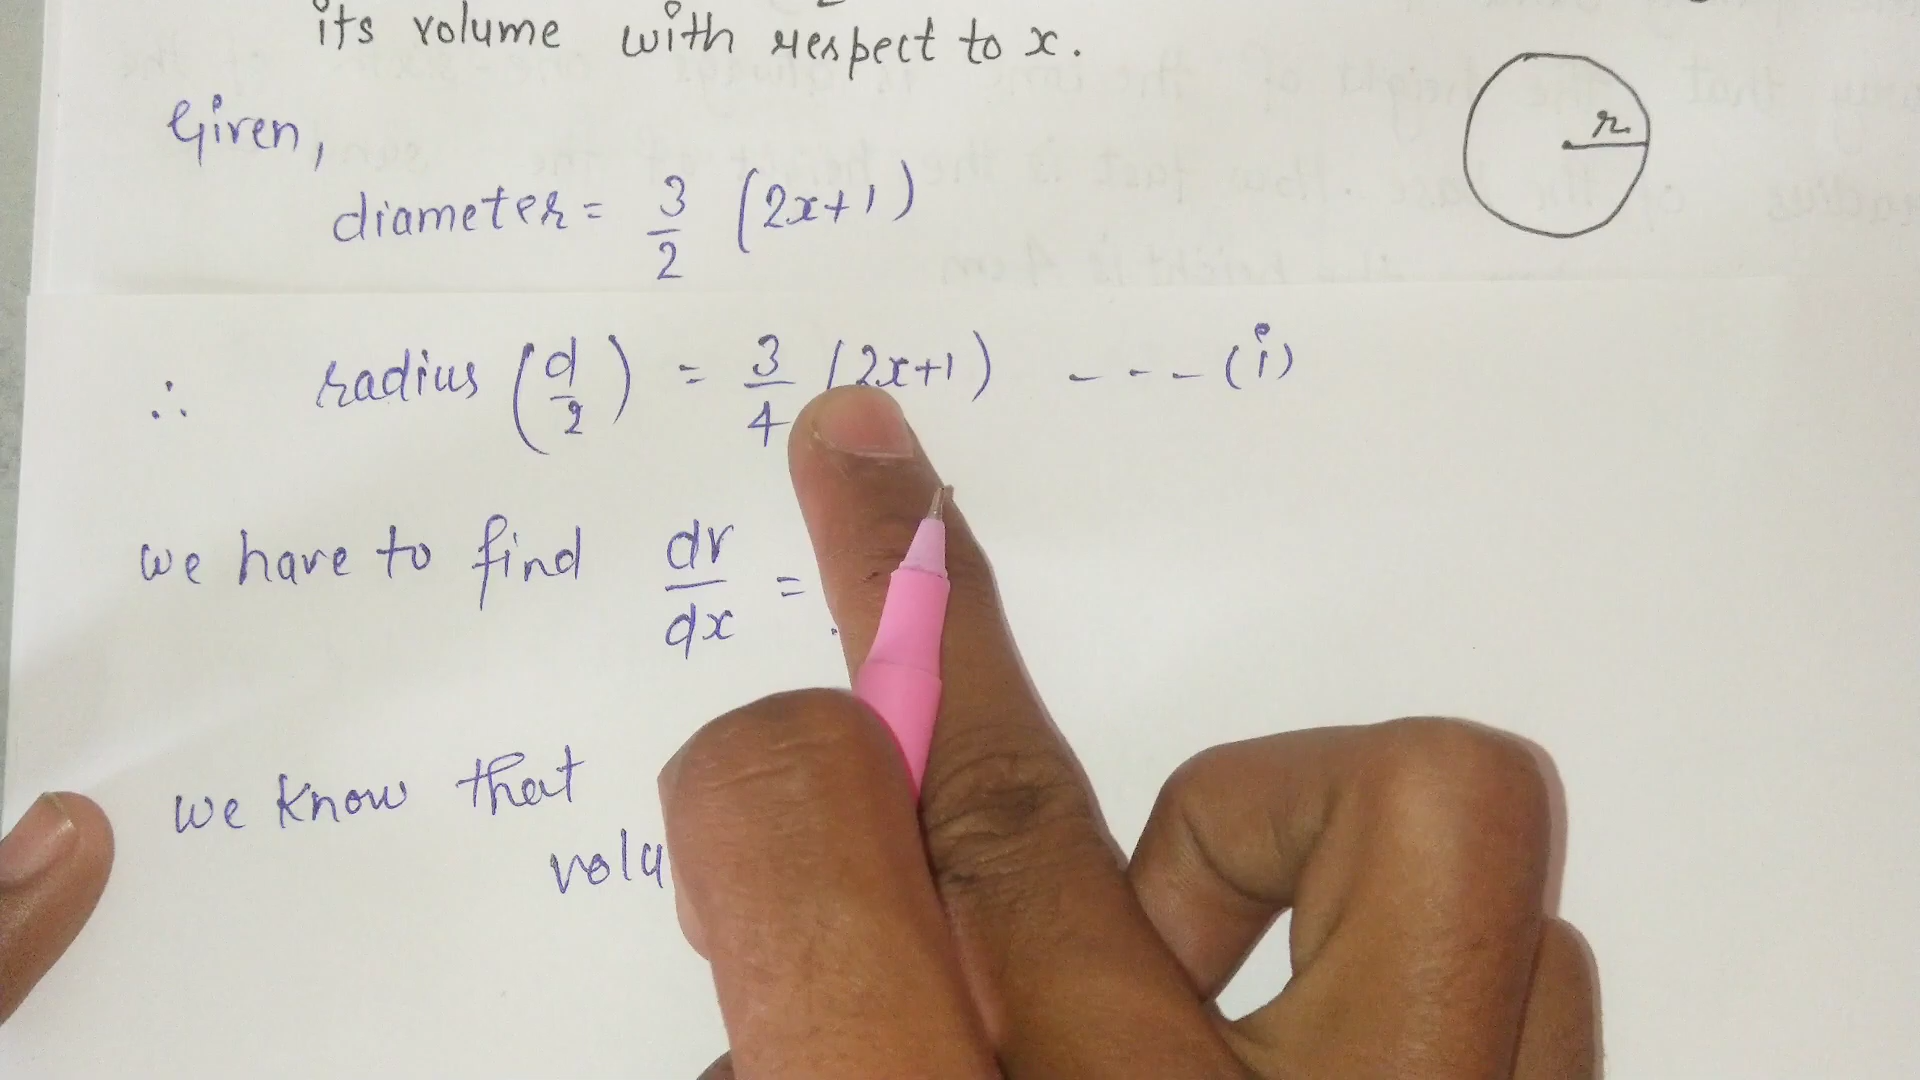 its volume with respect to x.
r
Given,
diameter = 3/2 (2x+1)
∴ radius (d/2) = 3/4 (2x+1) ---(i)
we have to find dv/dx =
we know that
volu